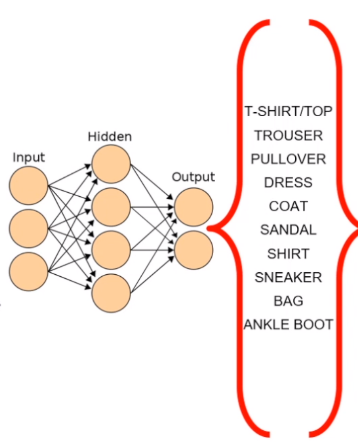 Input
Hidden
Output
T-SHIRT/TOP
TROUSER
PULLOVER
DRESS
COAT
SANDAL
SHIRT
SNEAKER
BAG
ANKLE BOOT